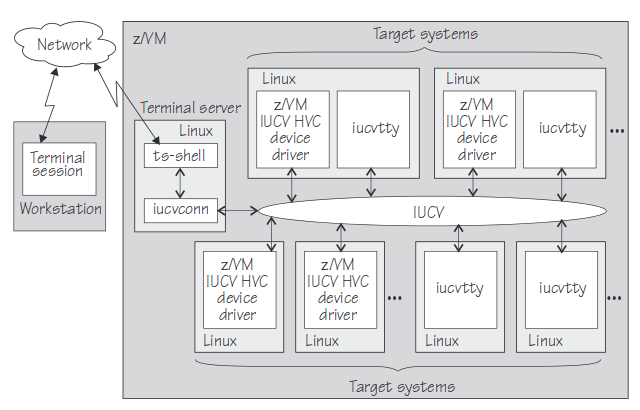 Network
z/VM
Target systems
Terminal server
Linux
ts-shell
iucvconn
Terminal
session
Workstation
Linux
z/VM
IUCV HVC
device
driver
iucvtty
Linux
z/VM
IUCV HVC
device
driver
iucvtty
...
IUCV
z/VM
IUCV HVC
device
driver
Linux
z/VM
IUCV HVC
device
driver
Linux
...
iucvtty
Linux
iucvtty
Linux
...
Target systems